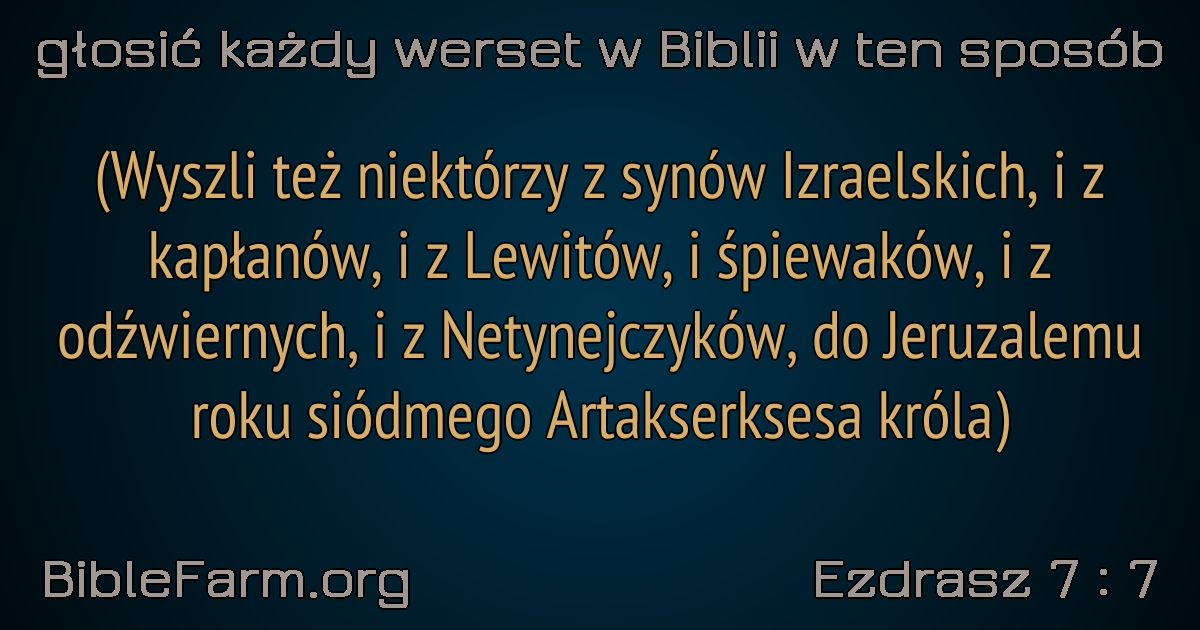 głosić każdy werset w Biblii w ten sposób
(Wyszli też niektórzy z synów Izraelskich, i z
kapłanów, i z Lewitów, i śpiewaków, i z
odźwiernych, i z Netynejczyków, do Jeruzalemu
roku siódmego Artakserksesa króla)
BibleFarm.org
Ezdrasz 7 : 7